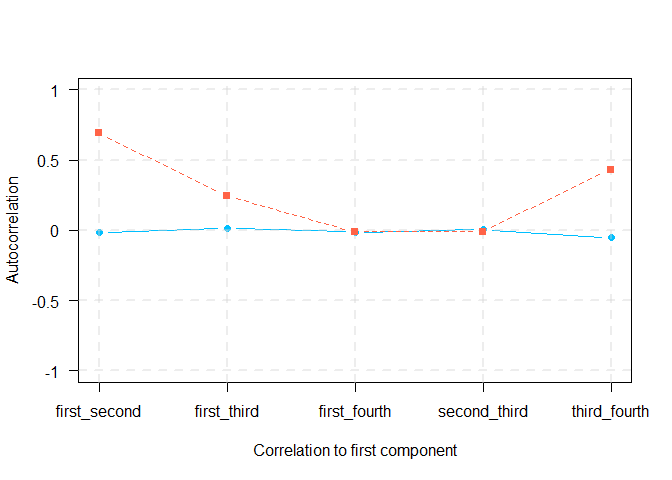 1
0.5
0
-0.5
-1
Autocorrelation
first_second first_third first_fourth second_third third_fourth
Correlation to first component